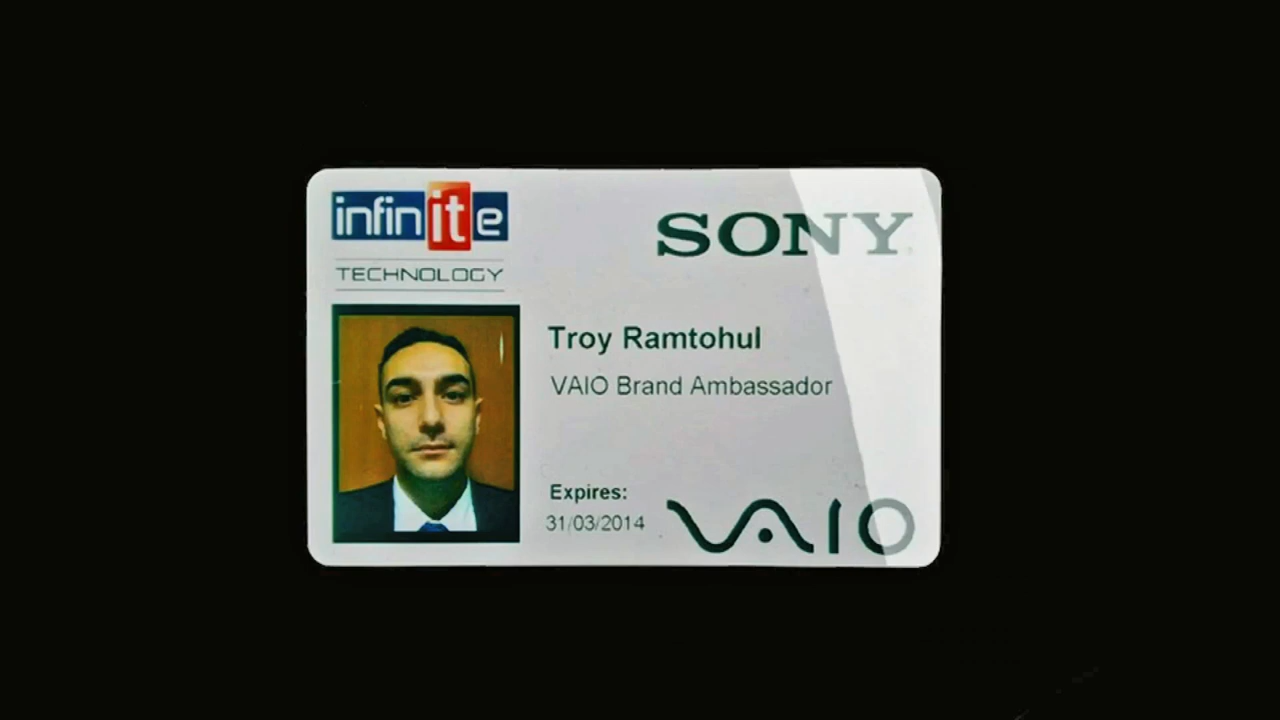 infinite
TECHNOLOGY
SONY
Troy Ramtohul
VAIO Brand Ambassador
Expires:
31/03/2014
VAIO